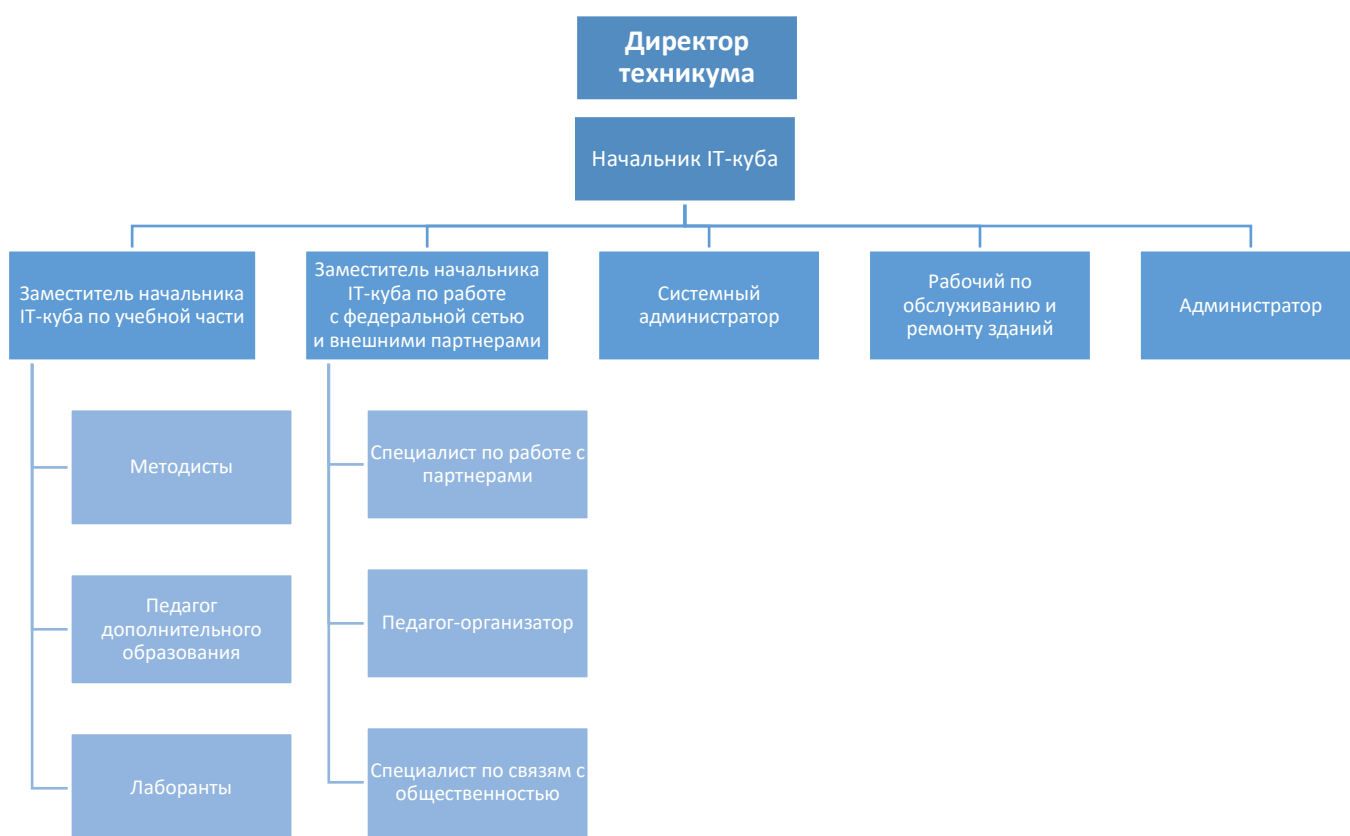 Директор
техникума
Начальник IT-куба
Заместитель начальника
IT-куба по учебной части
Заместитель начальника
IT-куба по работе
с федеральной сетью
и внешними партнерами
Системный
администратор
Рабочий по
обслуживанию и
ремонту зданий
Администратор
Методисты
Педагог
дополнительного
образования
Лаборанты
Специалист по работе с
партнерами
Педагог-организатор
Специалист по связям с
общественностью